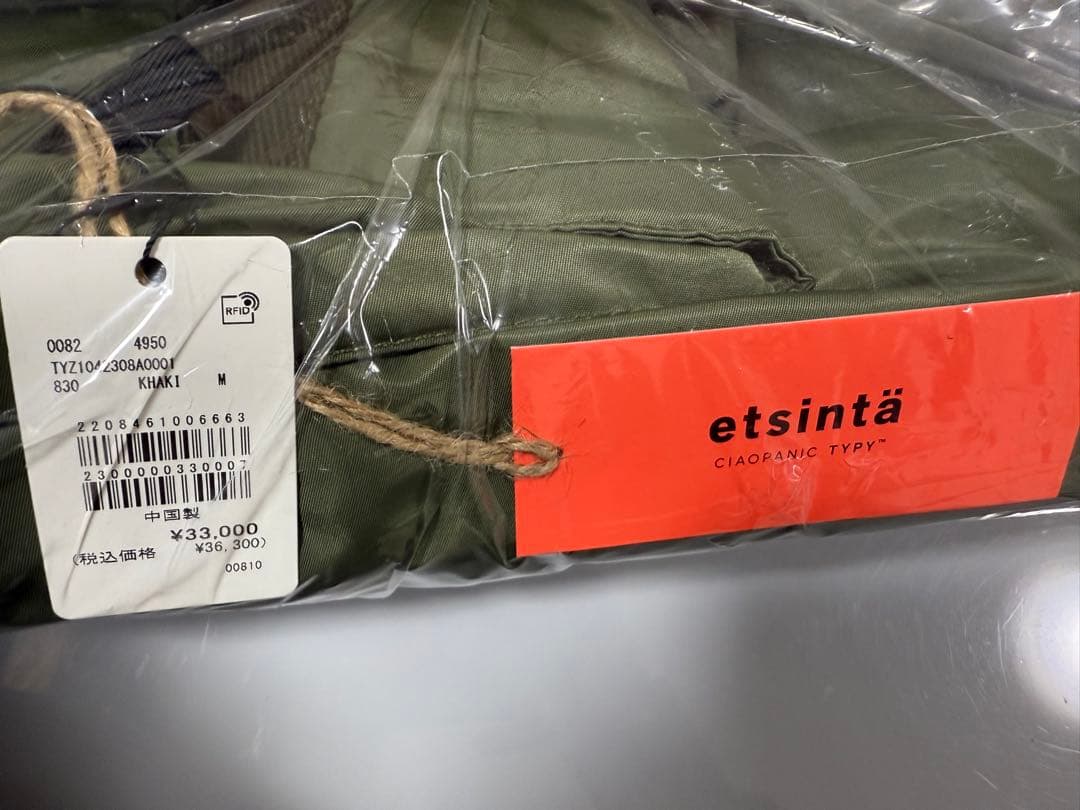 RFID
0082 4950
TYZ1042308A0001
830 KHAKI M
2208461006663
2300000330007
中国製
¥33,000
(税込価格 ¥36,300)
00810
etsintä
CIAOPANIC TYPY™